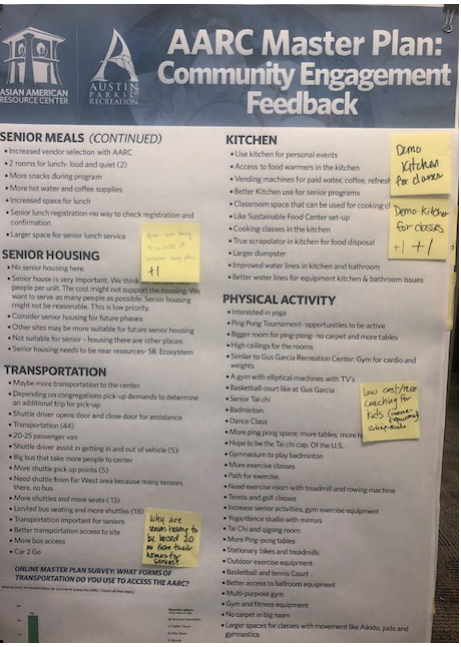 ASIAN AMERICAN
RESOURCE CENTER
AUSTIN
PARKS AND
RECREATION
AARC Master Plan:
Community Engagement
Feedback
SENIOR MEALS (CONTINUED)
• Increased vendor selection with AARC
• 2 rooms for lunch- loud and quiet (2)
• More snacks during program
• More hot water and coffee supplies
• Increased space for lunch
• Senior lunch registration-no way to check registration and
confirmation
• Larger space for senior lunch service
+1
SENIOR HOUSING
• No senior housing here.
• Senior house is very important. We think
people per unit. The cost might not support the housing. We
want to serve as many people as possible. Senior housing
might not be reasonable. This is low priority.
• Consider senior housing for future phases
• Other sites may be more suitable for future senior housing
• Not suitable for senior - housing there are other places
• Senior housing needs to be near resources- SR. Ecosystem
TRANSPORTATION
• Maybe more transportation to the center.
• Depending on congregations pick-up demands to determine
an additional trip for pick-up
• Shuttle driver opens door and close door for assistance
• Transportation (44)
• 20-25 passenger van
• Shuttle driver assist in getting in and out of vehicle (5)
• Big bus that take more people to center
• More shuttle pick up points (5)
• Need shuttle from Far West area because many seniors
there, no bus
• More shuttles and more seats (13)
• Limited bus seating and more shuttles (18)
• Transportation important for seniors
• Better transportation access to site
• More bus access
• Car 2 Go
Why are
seniors having to
be bussed 20
mi from their
homes for
services?
ONLINE MASTER PLAN SURVEY: WHAT FORMS OF
TRANSPORTATION DO YOU USE TO ACCESS THE AARC?
KITCHEN
• Use kitchen for personal events
• Access to food warmers in the kitchen
• Vending machines for paid water, coffee, refresh
• Better Kitchen use for senior programs
• Classroom space that can be used for cooking cl
• Like Sustainable Food Center set-up
• Cooking classes in the kitchen
• True scrapolator in kitchen for food disposal
• Larger dumpster
• Improved water lines in kitchen and bathroom
• Better water lines for equipment kitchen & bathroom issues
Demo
Kitchen
for classes
Demo Kitchen
for classes
+1 +1
PHYSICAL ACTIVITY
• Interested in yoga
• Ping Pong Tournament- opportunities to be active
• Bigger room for ping-pong- no carpet and more tables
• High ceilings for the rooms.
• Similar to Gus Garcia Recreation Center: Gym for cardio and
weights
• A gym with elliptical machines with TV's
• Basketball court like at Gus Garcia
• Senior Tai chi
• Badminton
• Dance Class
• More ping pong space; more tables; more h
• Hope to be the Tai chi cap. Of the U.S.
• Gymnasium to play badminton
• More exercise classes
• Path for exercise.
• Need exercise room with treadmill and rowing machine
• Tennis and golf classes
• Increase senior activities, gym exercise equipment
• Yoga/dance studio with mirrors
• Tai Chi and qigong room
• More Ping-pong tables
• Stationary bikes and treadmills
• Outdoor exercise equipment
• Basketball and tennis Court
• Better access to ballroom equipment
• Multi-purpose gym
• Gym and fitness equipment
• No carpet in big room
• Larger spaces for classes with movement like Aikido, judo and
gymnastics
Low cost/free
coaching for
kids